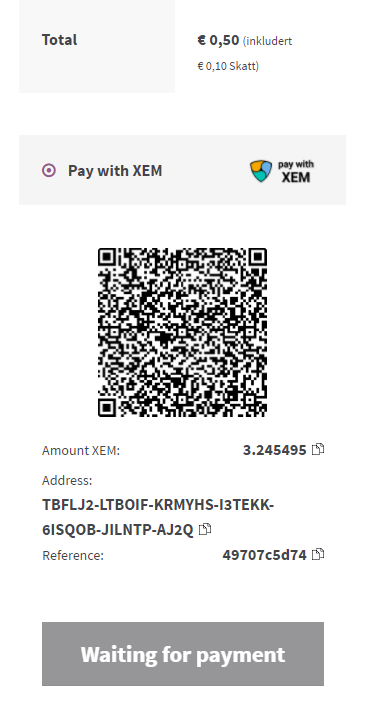 Total € 0,50 (inkludert
€ 0,10 Skatt)
Pay with XEM
pay with
XEM
Amount XEM: 3.245495
Address:
TBFLJ2-LTBOIF-KRMYHS-I3TEKK-
6ISQOB-JILNTP-AJ2Q
Reference: 49707c5d74
Waiting for payment